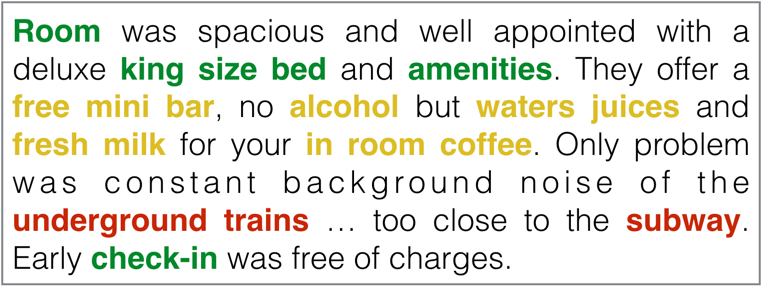 Room was spacious and well appointed with a
deluxe king size bed and amenities. They offer a
free mini bar, no alcohol but waters juices and
fresh milk for your in room coffee. Only problem
was constant background noise of the
underground trains ... too close to the subway.
Early check-in was free of charges.